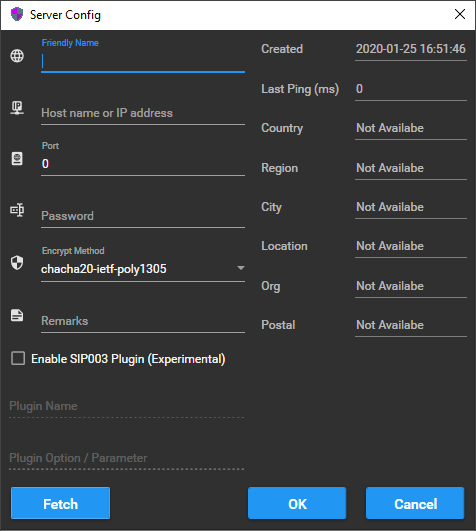 Server Config
Friendly Name
Host name or IP address
Port
0
Password
Encrypt Method
chacha20-ietf-poly1305
Remarks
Enable SIP003 Plugin (Experimental)
Plugin Name
Plugin Option / Parameter
Created 2020-01-25 16:51:46
Last Ping (ms) 0
Country Not Availabe
Region Not Availabe
City Not Availabe
Location Not Availabe
Org Not Availabe
Postal Not Availabe
Fetch OK Cancel